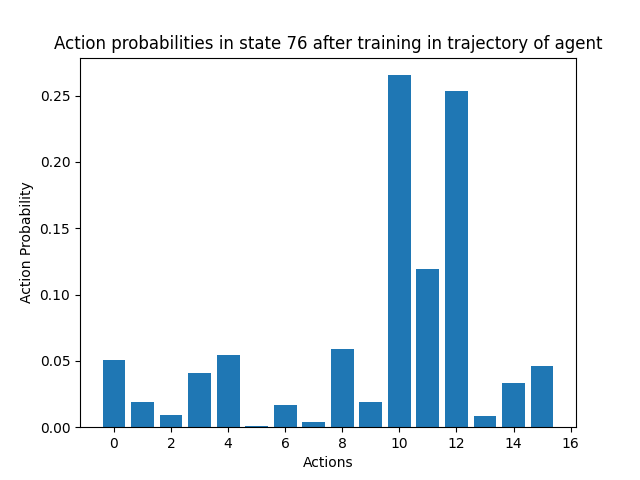 Action probabilities in state 76 after training in trajectory of agent
0.25
0.20
0.15
0.10
0.05
0.00
Action Probability
0 2 4 6 8 10 12 14 16
Actions